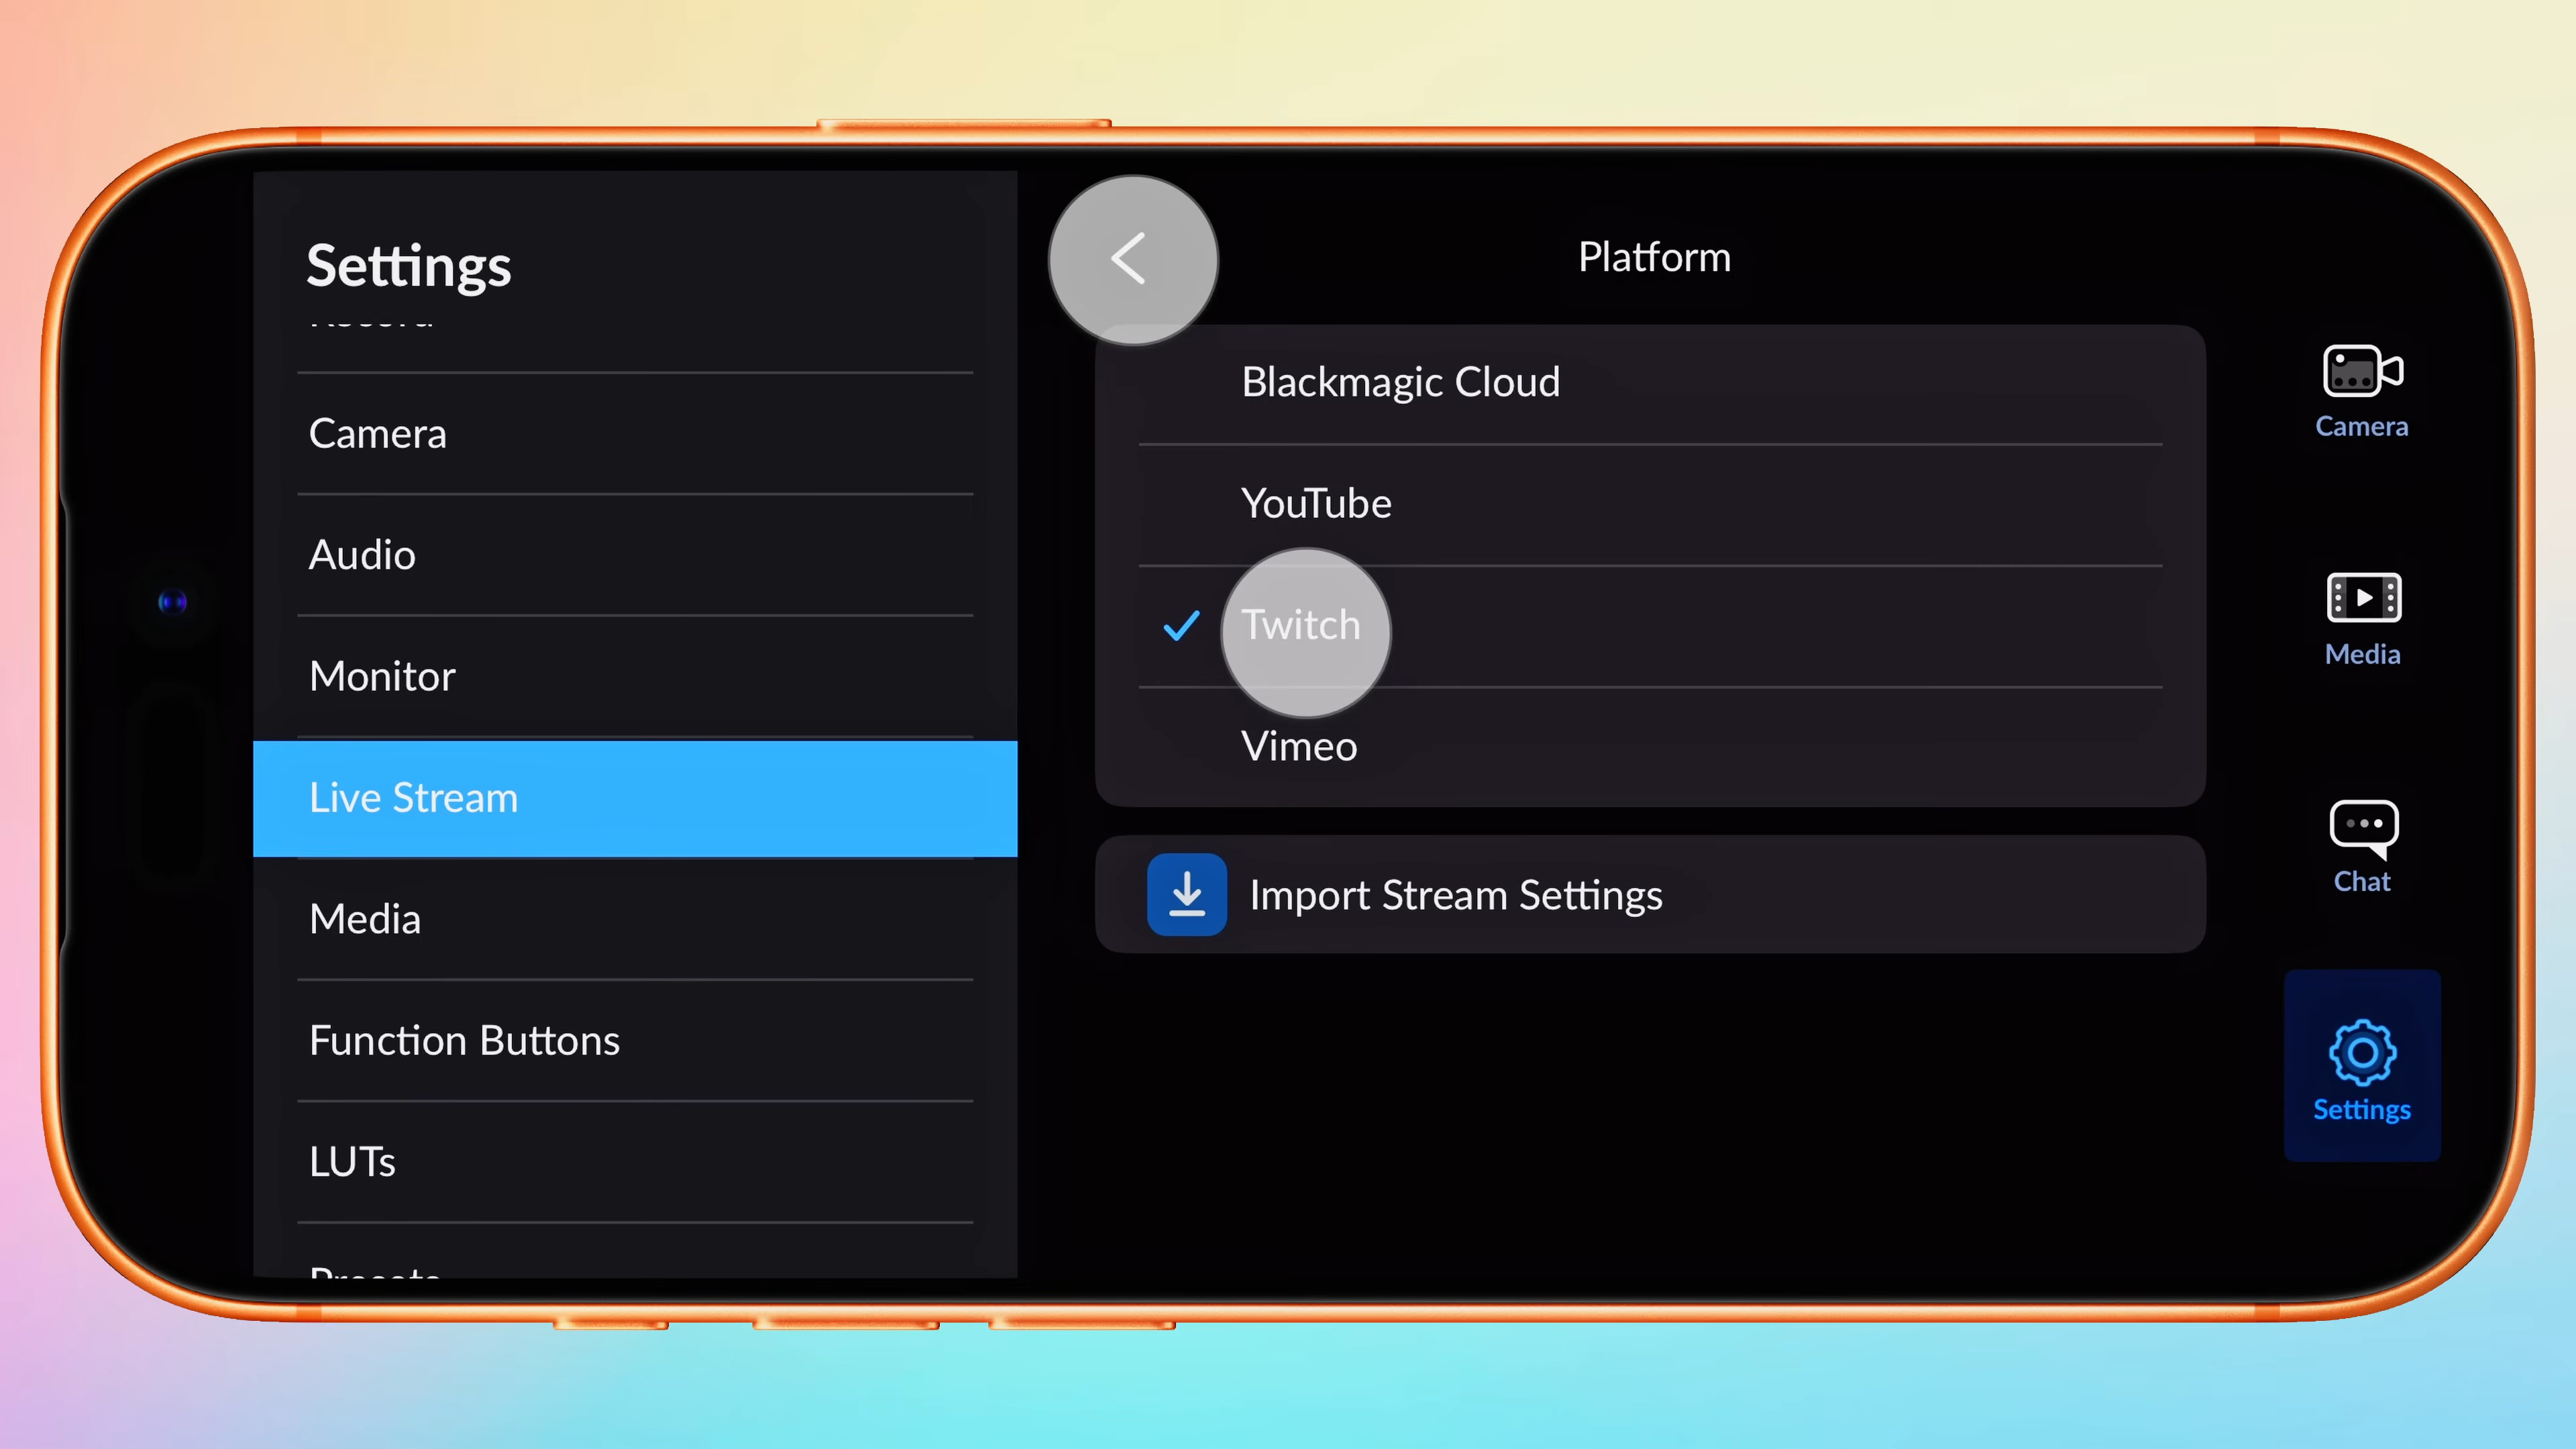 Settings
Camera
Audio
Monitor
Live Stream
Media
Function Buttons
LUTs
Platform
Blackmagic Cloud
YouTube
Twitch
Vimeo
Import Stream Settings
Camera
Media
Chat
Settings